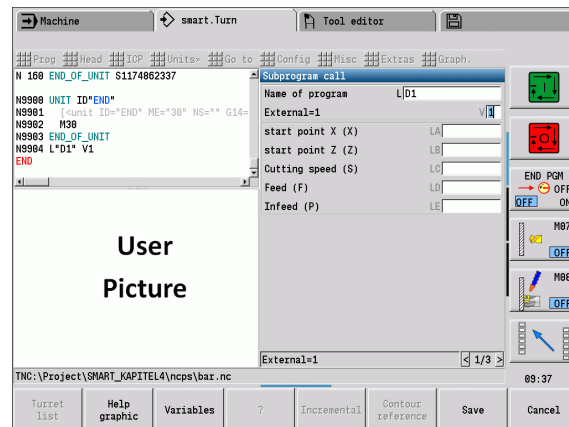 Machine smart.Turn Tool editor
Prog Head ICP Units» Go to Config Misc Extras Graph.
N 160 END_OF_UNIT S1174862337
N9900 UNIT ID"END"
N9901 [<unit ID="END" ME="30" NS="" G14=
N9902 M30
N9903 END_OF_UNIT
N9904 L"D1" V1
END
Subprogram call
Name of program L D1
External=1 V 1
start point X (X) LA
start point Z (Z) LB
Cutting speed (S) LC
Feed (F) LD
Infeed (P) LE
User
Picture
External=1 < 1/3 >
TNC:\Project\SMART_KAPITEL4\ncps\bar.nc
END PGM
OFF
OFF ON
M07
OFF
M08
OFF
09:37
Turret list
Help graphic
Variables
?
Incremental
Contour reference
Save
Cancel